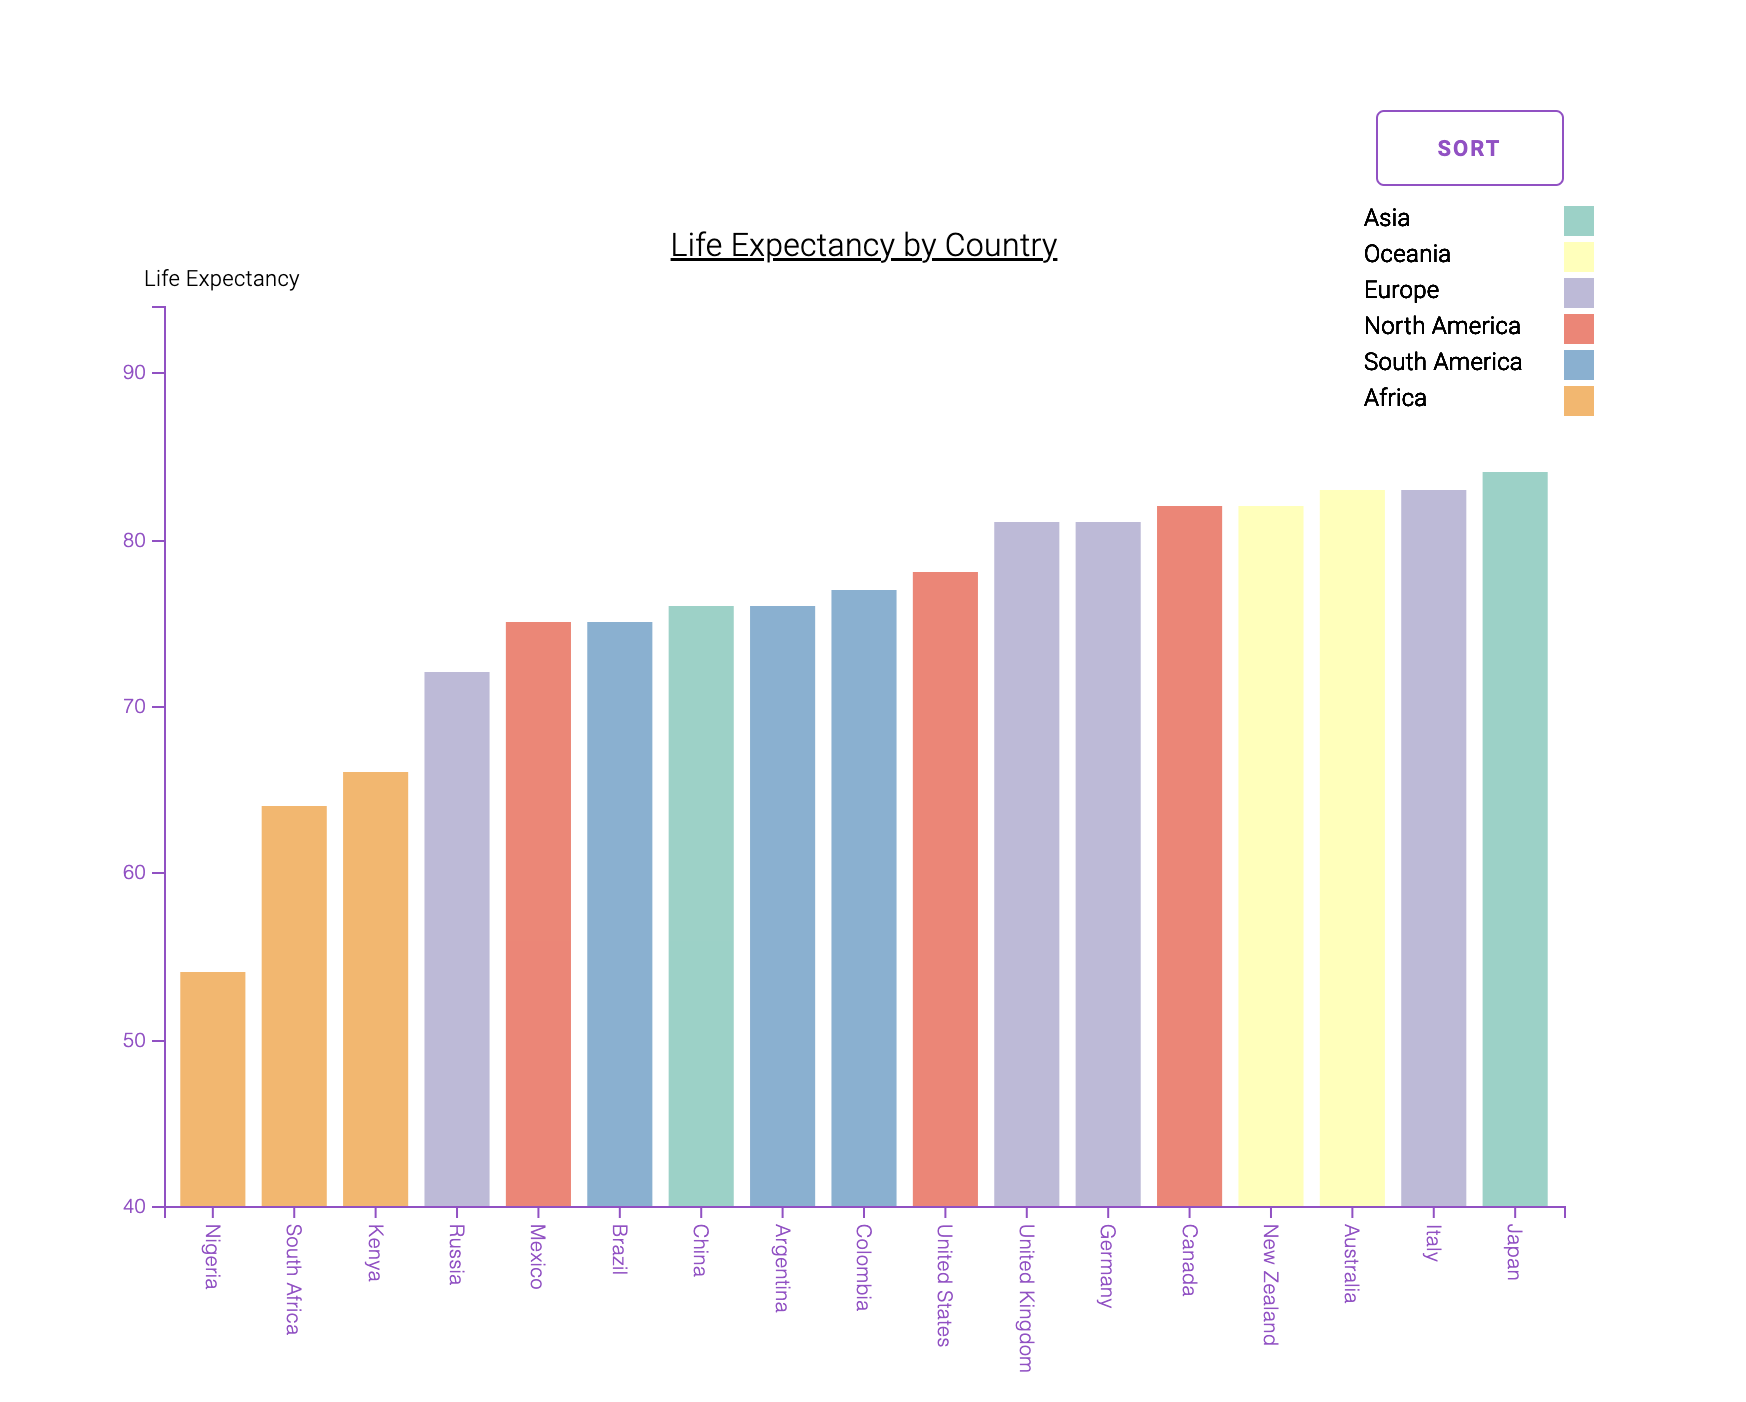 SORT
Asia
Oceania
Europe
North America
South America
Africa
Life Expectancy by Country
Life Expectancy
90
80
70
60
50
40
Nigeria
South Africa
Kenya
Russia
Mexico
Brazil
China
Argentina
Colombia
United States
United Kingdom
Germany
Canada
New Zealand
Australia
Italy
Japan